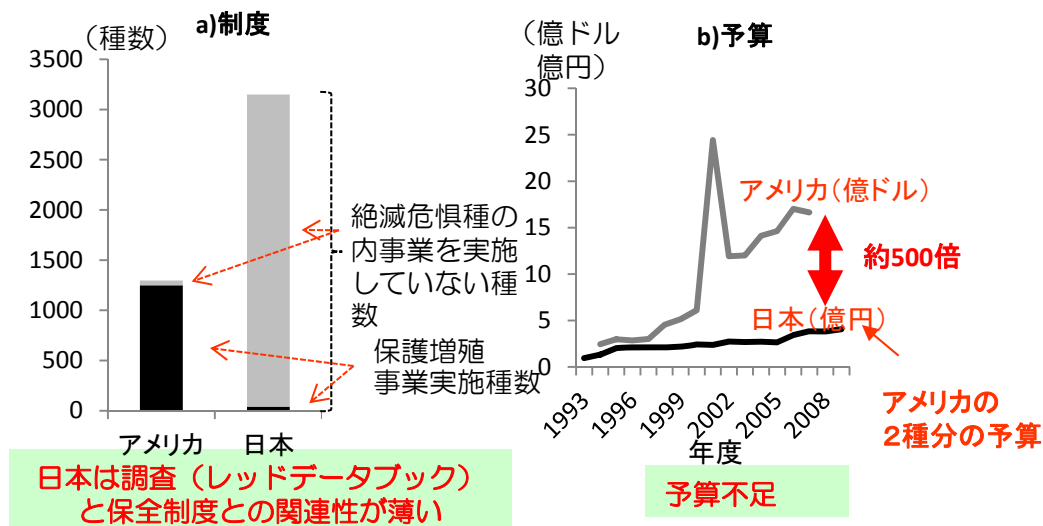 a)制度
（種数）
3500
3000
2500
2000
1500
1000
500
0
アメリカ
日本
絶滅危惧種の
内事業を実施
していない種
数
保護増殖
事業実施種数
日本は調査（レッドデータブック）
と保全制度との関連性が薄い
b)予算
（億ドル
億円）
30
25
20
15
10
5
0
1993
1996
1999
2002
2005
2008
年度
アメリカ（億ドル）
約500倍
日本（億円）
アメリカの
２種分の予算
予算不足